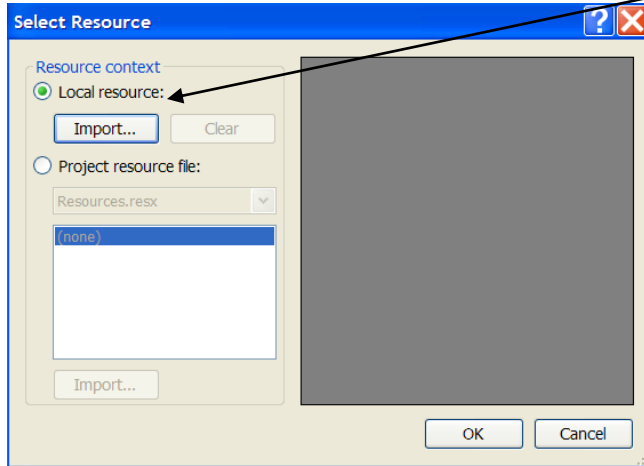 Select Resource
Resource context
Local resource:
Import... Clear
Project resource file:
Resources.resx
(none)
Import...
OK Cancel